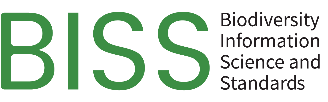 BISS
Biodiversity
Information
Science and
Standards